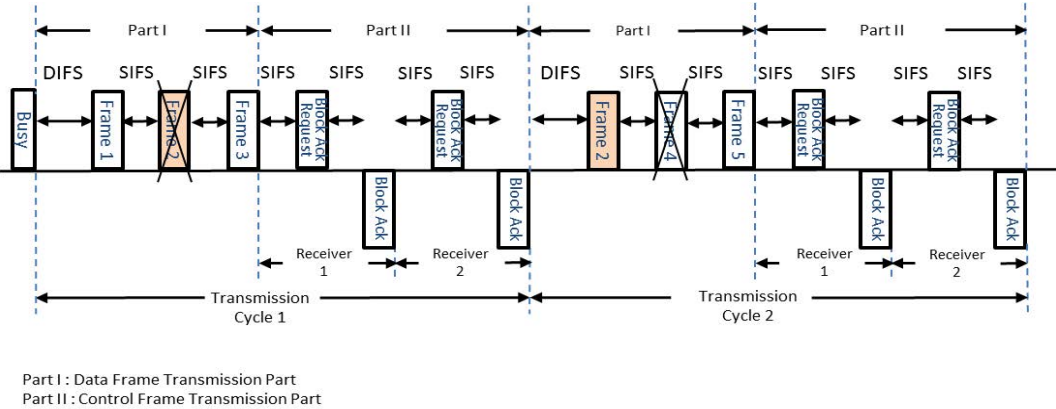 Part I Part II Part I Part II
DIFS SIFS SIFS SIFS SIFS SIFS SIFS DIFS SIFS SIFS SIFS SIFS SIFS SIFS
Busy
Frame 1
Frame 2
Frame 3
Block Ack
Request
Block Ack
Request
Frame 2
Frame 4
Frame 5
Block Ack
Request
Block Ack
Request
Block Ack
Block Ack
Block Ack
Block Ack
Receiver
1
Receiver
2
Receiver
1
Receiver
2
Transmission
Cycle 1
Transmission
Cycle 2
Part I : Data Frame Transmission Part
Part II : Control Frame Transmission Part